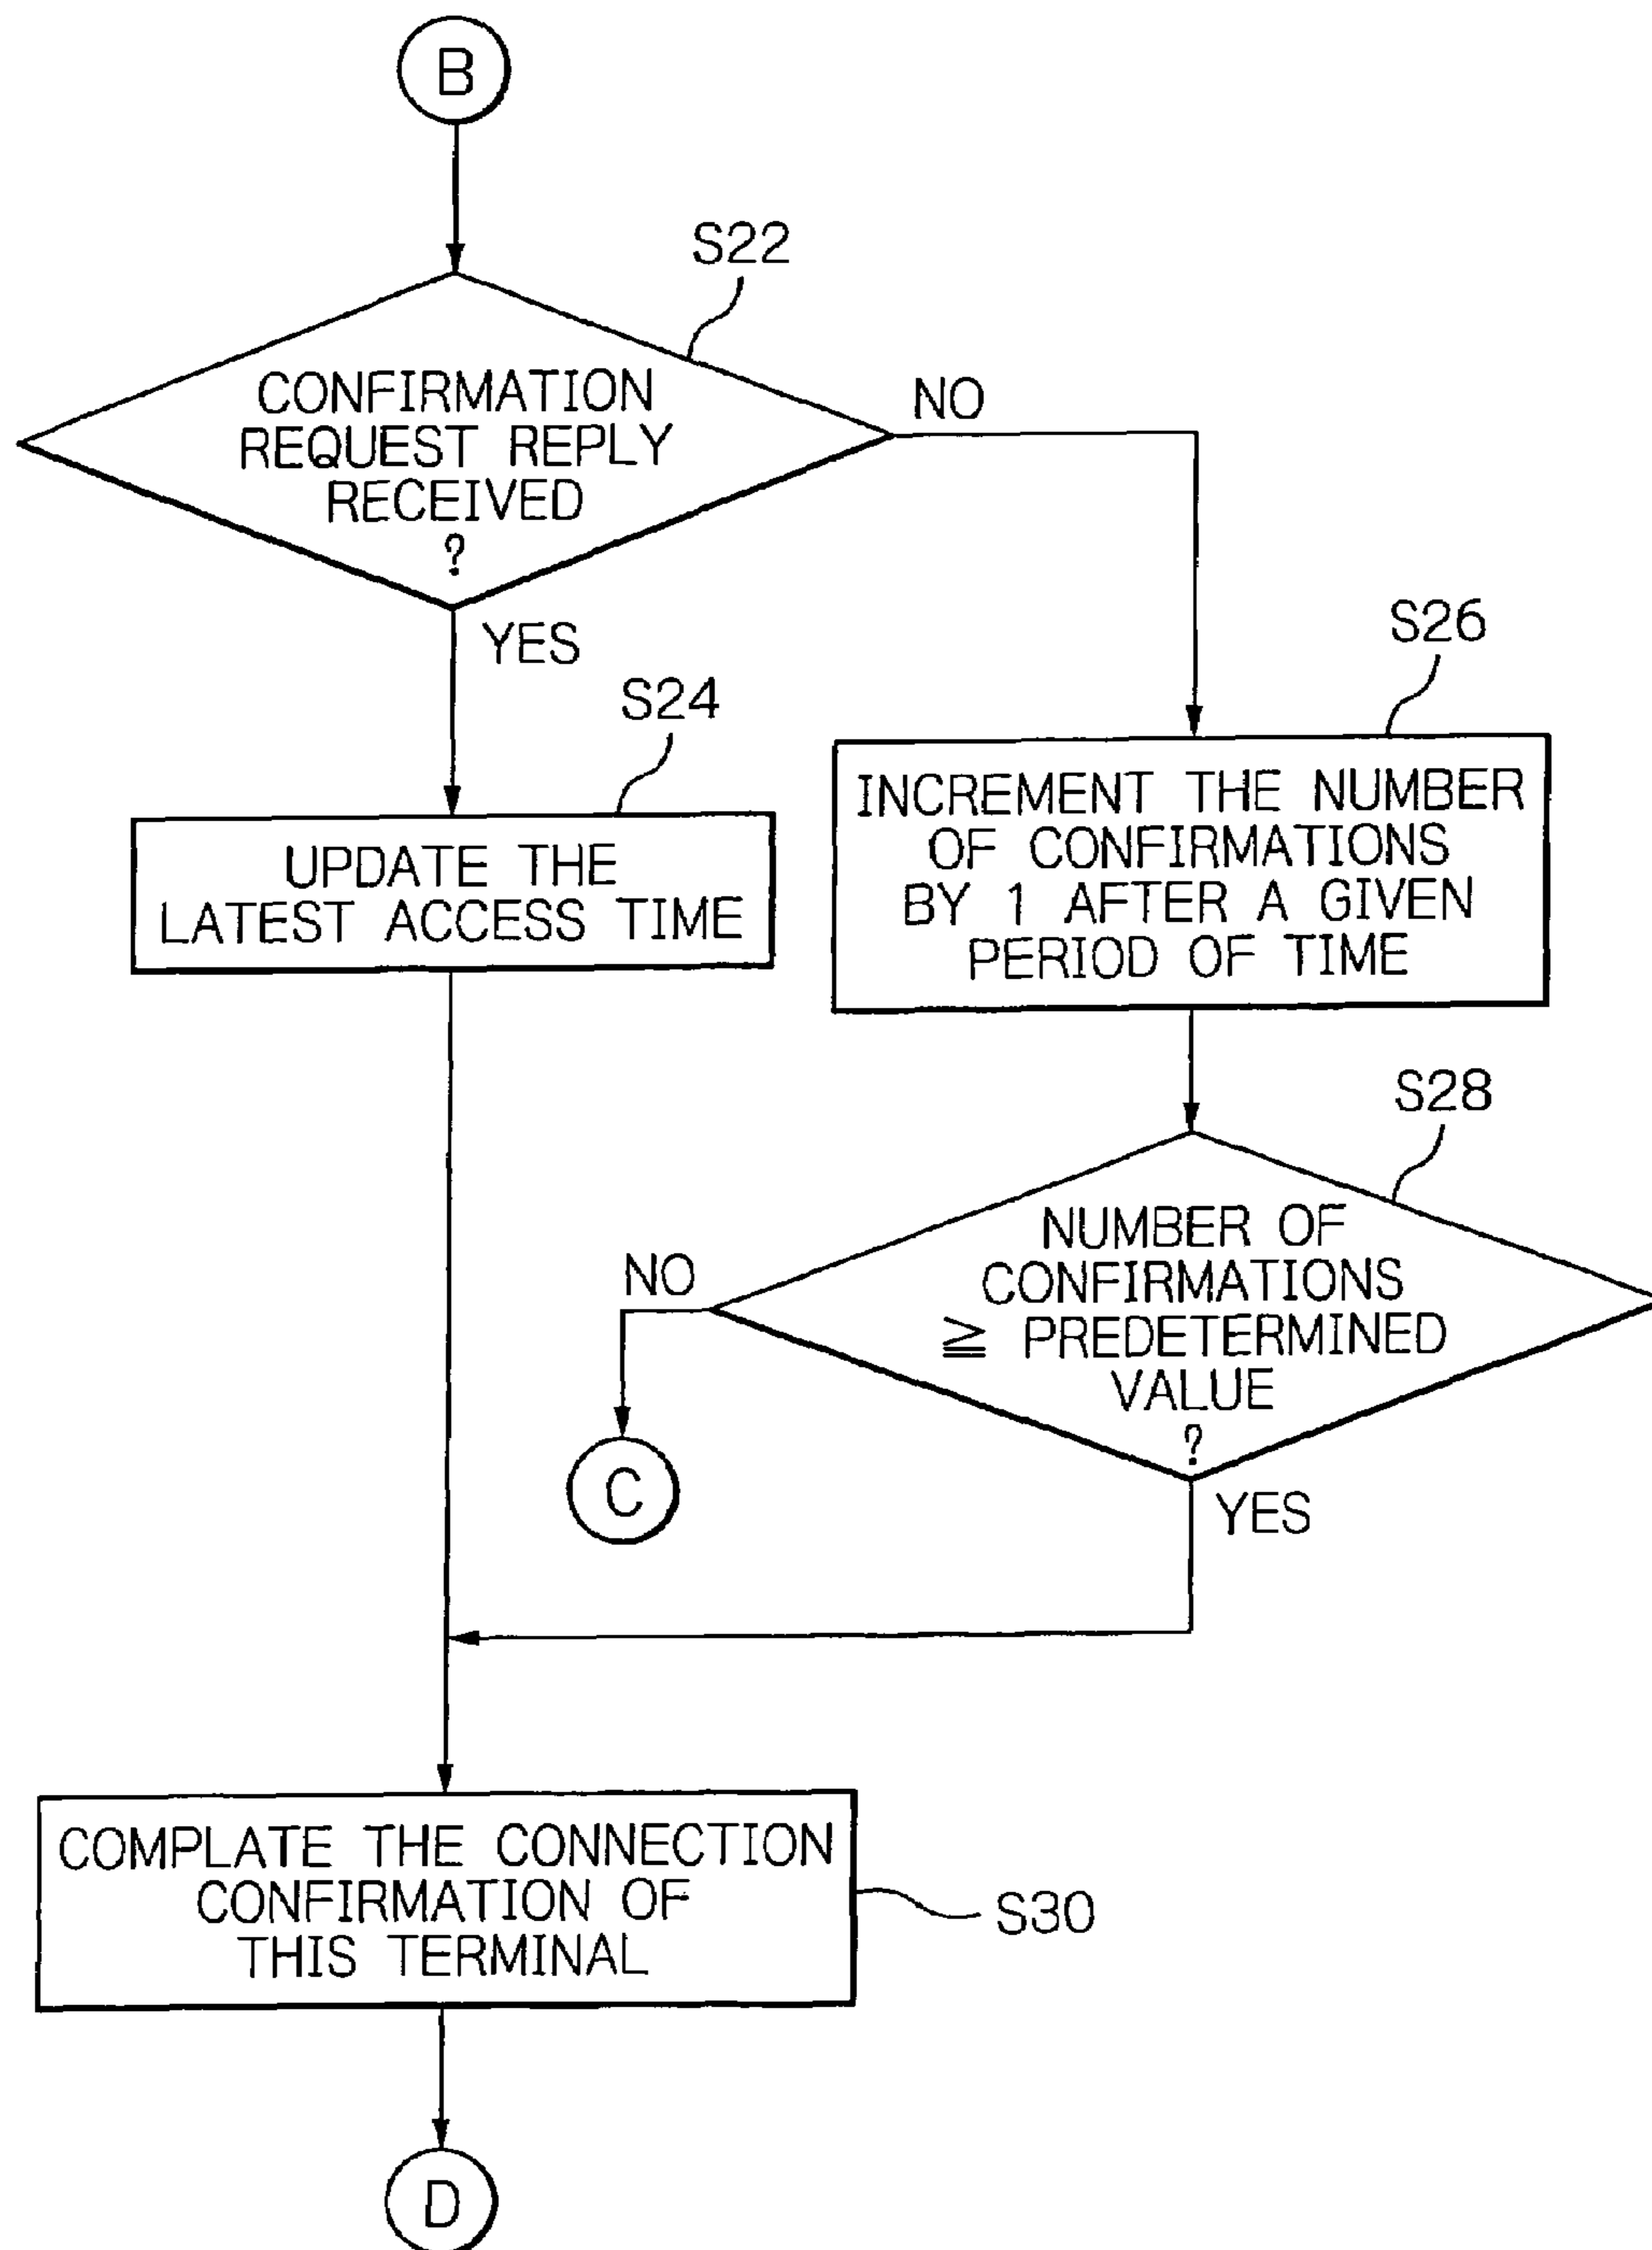 B
S22
CONFIRMATION
REQUEST REPLY
RECEIVED
?
NO
YES
S24
UPDATE THE
LATEST ACCESS TIME
S26
INCREMENT THE NUMBER
OF CONFIRMATIONS
BY 1 AFTER A GIVEN
PERIOD OF TIME
S28
NUMBER OF
CONFIRMATIONS
≧ PREDETERMINED
VALUE
?
NO
C
YES
COMPLATE THE CONNECTION
CONFIRMATION OF
THIS TERMINAL
S30
D